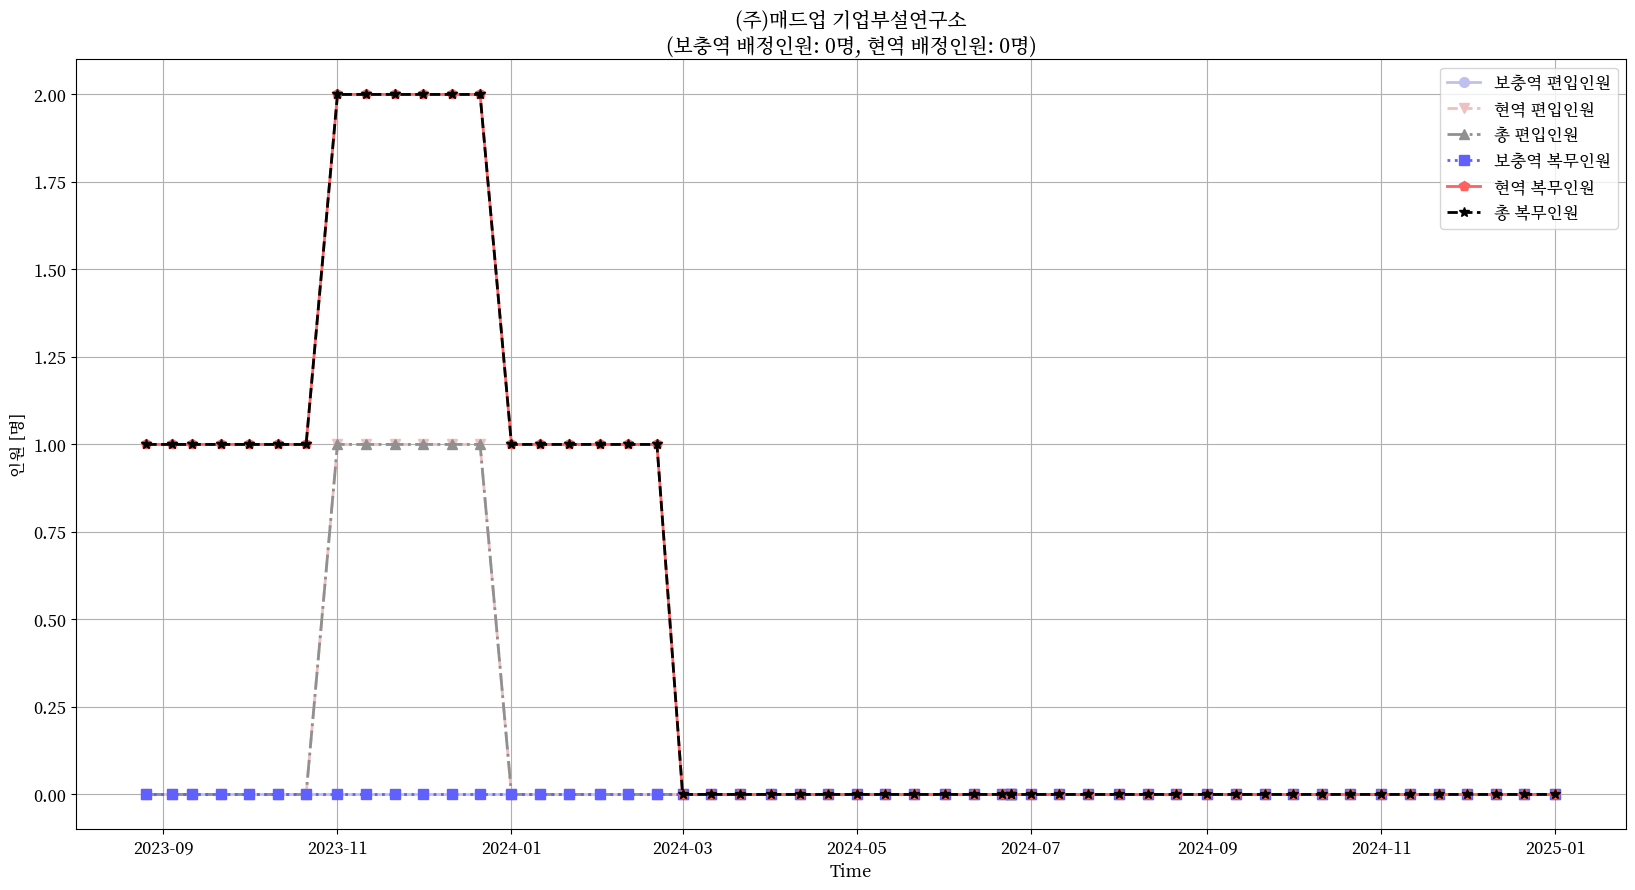 (주)매드업 기업부설연구소
(보충역 배정인원: 0명, 현역 배정인원: 0명)
보충역 편입인원
현역 편입인원
총 편입인원
보충역 복무인원
현역 복무인원
총 복무인원
2.00
1.75
1.50
1.25
1.00
0.75
0.50
0.25
0.00
인원 [명]
2023-09 2023-11 2024-01 2024-03 2024-05 2024-07 2024-09 2024-11 2025-01
Time